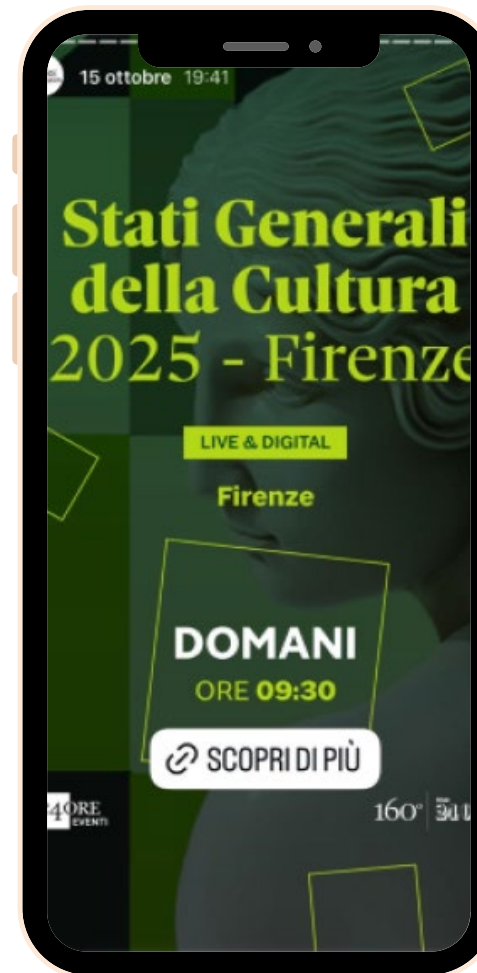 15 ottobre 19:41
Stati Generali
della Cultura
2025 - Firenze
LIVE & DIGITAL
Firenze
DOMANI
ORE 09:30
SCOPRI DI PIÙ
4ORE
EVENTI
160°